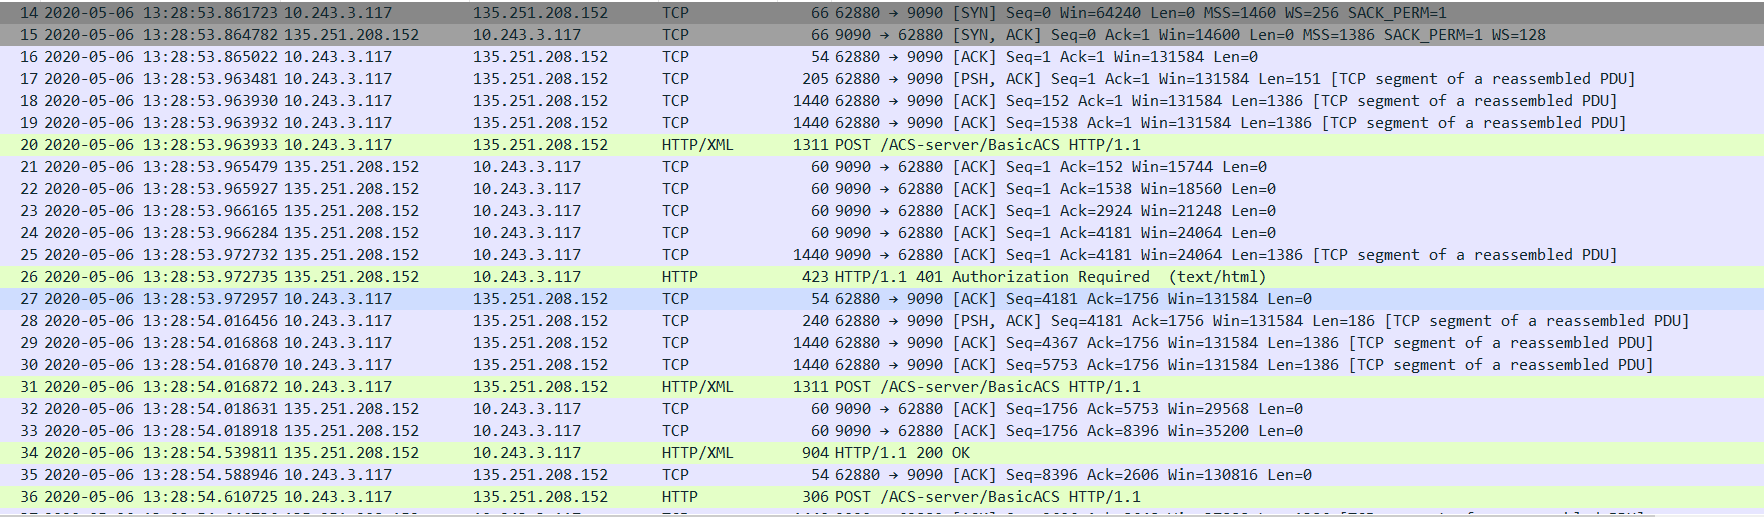 14 2020-05-06 13:28:53.861723 10.243.3.117 135.251.208.152 TCP 66 62880 → 9090 [SYN] Seq=0 Win=64240 Len=0 MSS=1460 WS=256 SACK_PERM=1
15 2020-05-06 13:28:53.864782 135.251.208.152 10.243.3.117 TCP 66 9090 → 62880 [SYN, ACK] Seq=0 Ack=1 Win=14600 Len=0 MSS=1386 SACK_PERM=1 WS=128
16 2020-05-06 13:28:53.865022 10.243.3.117 135.251.208.152 TCP 54 62880 → 9090 [ACK] Seq=1 Ack=1 Win=131584 Len=0
17 2020-05-06 13:28:53.963481 10.243.3.117 135.251.208.152 TCP 205 62880 → 9090 [PSH, ACK] Seq=1 Ack=1 Win=131584 Len=151 [TCP segment of a reassembled PDU]
18 2020-05-06 13:28:53.963930 10.243.3.117 135.251.208.152 TCP 1440 62880 → 9090 [ACK] Seq=152 Ack=1 Win=131584 Len=1386 [TCP segment of a reassembled PDU]
19 2020-05-06 13:28:53.963932 10.243.3.117 135.251.208.152 TCP 1440 62880 → 9090 [ACK] Seq=1538 Ack=1 Win=131584 Len=1386 [TCP segment of a reassembled PDU]
20 2020-05-06 13:28:53.963933 10.243.3.117 135.251.208.152 HTTP/XML 1311 POST /ACS-server/BasicACS HTTP/1.1
21 2020-05-06 13:28:53.965479 135.251.208.152 10.243.3.117 TCP 60 9090 → 62880 [ACK] Seq=1 Ack=152 Win=15744 Len=0
22 2020-05-06 13:28:53.965927 135.251.208.152 10.243.3.117 TCP 60 9090 → 62880 [ACK] Seq=1 Ack=1538 Win=18560 Len=0
23 2020-05-06 13:28:53.966165 135.251.208.152 10.243.3.117 TCP 60 9090 → 62880 [ACK] Seq=1 Ack=2924 Win=21248 Len=0
24 2020-05-06 13:28:53.966284 135.251.208.152 10.243.3.117 TCP 60 9090 → 62880 [ACK] Seq=1 Ack=4181 Win=24064 Len=0
25 2020-05-06 13:28:53.972732 135.251.208.152 10.243.3.117 TCP 1440 9090 → 62880 [ACK] Seq=1 Ack=4181 Win=24064 Len=1386 [TCP segment of a reassembled PDU]
26 2020-05-06 13:28:53.972735 135.251.208.152 10.243.3.117 HTTP 423 HTTP/1.1 401 Authorization Required (text/html)
27 2020-05-06 13:28:53.972957 10.243.3.117 135.251.208.152 TCP 54 62880 → 9090 [ACK] Seq=4181 Ack=1756 Win=131584 Len=0
28 2020-05-06 13:28:54.016456 10.243.3.117 135.251.208.152 TCP 240 62880 → 9090 [PSH, ACK] Seq=4181 Ack=1756 Win=131584 Len=186 [TCP segment of a reassembled PDU]
29 2020-05-06 13:28:54.016868 10.243.3.117 135.251.208.152 TCP 1440 62880 → 9090 [ACK] Seq=4367 Ack=1756 Win=131584 Len=1386 [TCP segment of a reassembled PDU]
30 2020-05-06 13:28:54.016870 10.243.3.117 135.251.208.152 TCP 1440 62880 → 9090 [ACK] Seq=5753 Ack=1756 Win=131584 Len=1386 [TCP segment of a reassembled PDU]
31 2020-05-06 13:28:54.016872 10.243.3.117 135.251.208.152 HTTP/XML 1311 POST /ACS-server/BasicACS HTTP/1.1
32 2020-05-06 13:28:54.018631 135.251.208.152 10.243.3.117 TCP 60 9090 → 62880 [ACK] Seq=1756 Ack=5753 Win=29568 Len=0
33 2020-05-06 13:28:54.018918 135.251.208.152 10.243.3.117 TCP 60 9090 → 62880 [ACK] Seq=1756 Ack=8396 Win=35200 Len=0
34 2020-05-06 13:28:54.539811 135.251.208.152 10.243.3.117 HTTP/XML 904 HTTP/1.1 200 OK
35 2020-05-06 13:28:54.588946 10.243.3.117 135.251.208.152 TCP 54 62880 → 9090 [ACK] Seq=8396 Ack=2606 Win=130816 Len=0
36 2020-05-06 13:28:54.610725 10.243.3.117 135.251.208.152 HTTP 306 POST /ACS-server/BasicACS HTTP/1.1